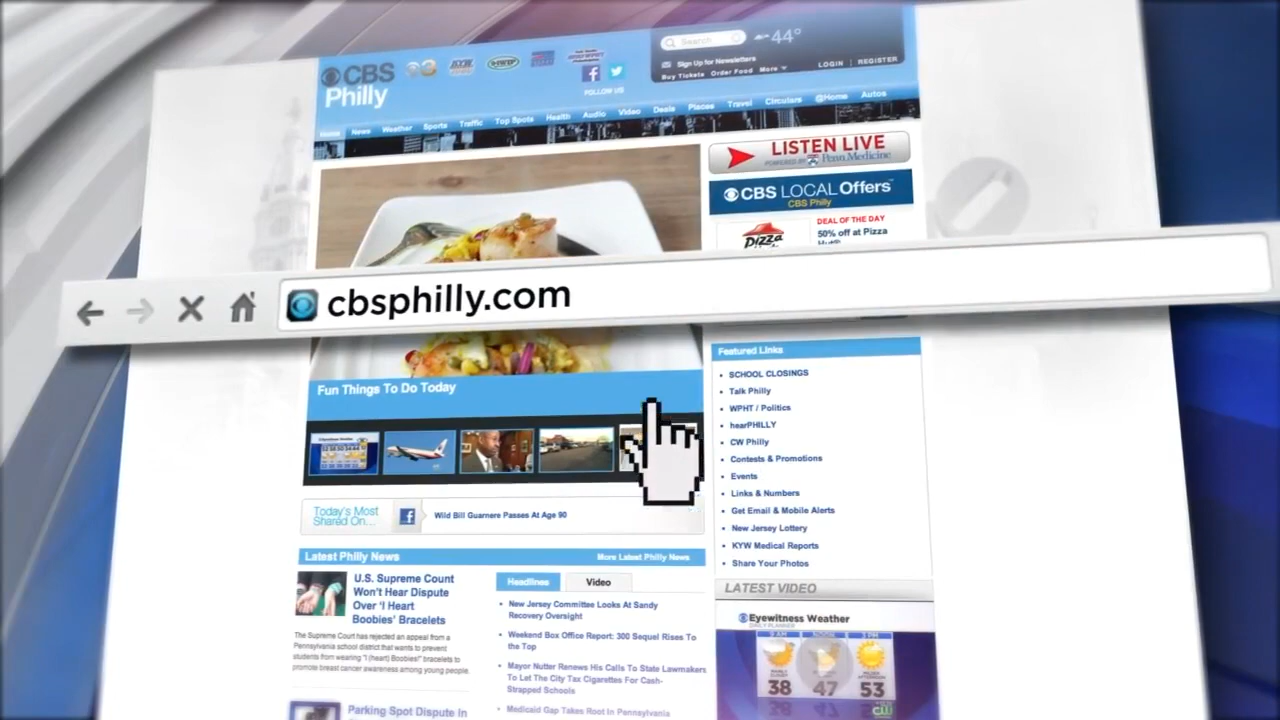 CBS
Philly
Search
44°
Sign Up for Newsletters
Buy Tickets Order Food More
LOGIN REGISTER
FOLLOW US
Home News Weather Sports Traffic Top Spots Health Audio Video Deals Places Travel Circulars @Home Autos
LISTEN LIVE
POWERED BY Penn Medicine
CBS LOCAL Offers
CBS Philly
Pizza
DEAL OF THE DAY
50% off at Pizza
cbsphilly.com
Fun Things To Do Today
Featured Links
SCHOOL CLOSINGS
Talk Philly
WPHT / Politics
hearPHILLY
CW Philly
Contests & Promotions
Events
Links & Numbers
Get Email & Mobile Alerts
New Jersey Lottery
KYW Medical Reports
Share Your Photos
Today's Most
Shared On...
Wild Bill Guarnere Passes At Age 90
Latest Philly News
More Latest Philly News
U.S. Supreme Count
Won't Hear Dispute
Over 'I Heart
Boobies' Bracelets
The Supreme Court has rejected an appeal from a
Pennsylvania school district that wants to prevent
students from wearing "I (heart) Boobies!" bracelets to
promote breast cancer awareness among young people.
Parking Spot Dispute In
Headlines
Video
New Jersey Committee Looks At Sandy
Recovery Oversight
Weekend Box Office Report: 300 Sequel Rises To
the Top
Mayor Nutter Renews His Calls To State Lawmakers
To Let The City Tax Cigarettes For Cash-
Strapped Schools
Medicaid Gap Takes Root In Pennsylvania
LATEST VIDEO
Eyewitness Weather
DAILY PLANNER
9 AM NOON 5 PM
38 47 53
CW